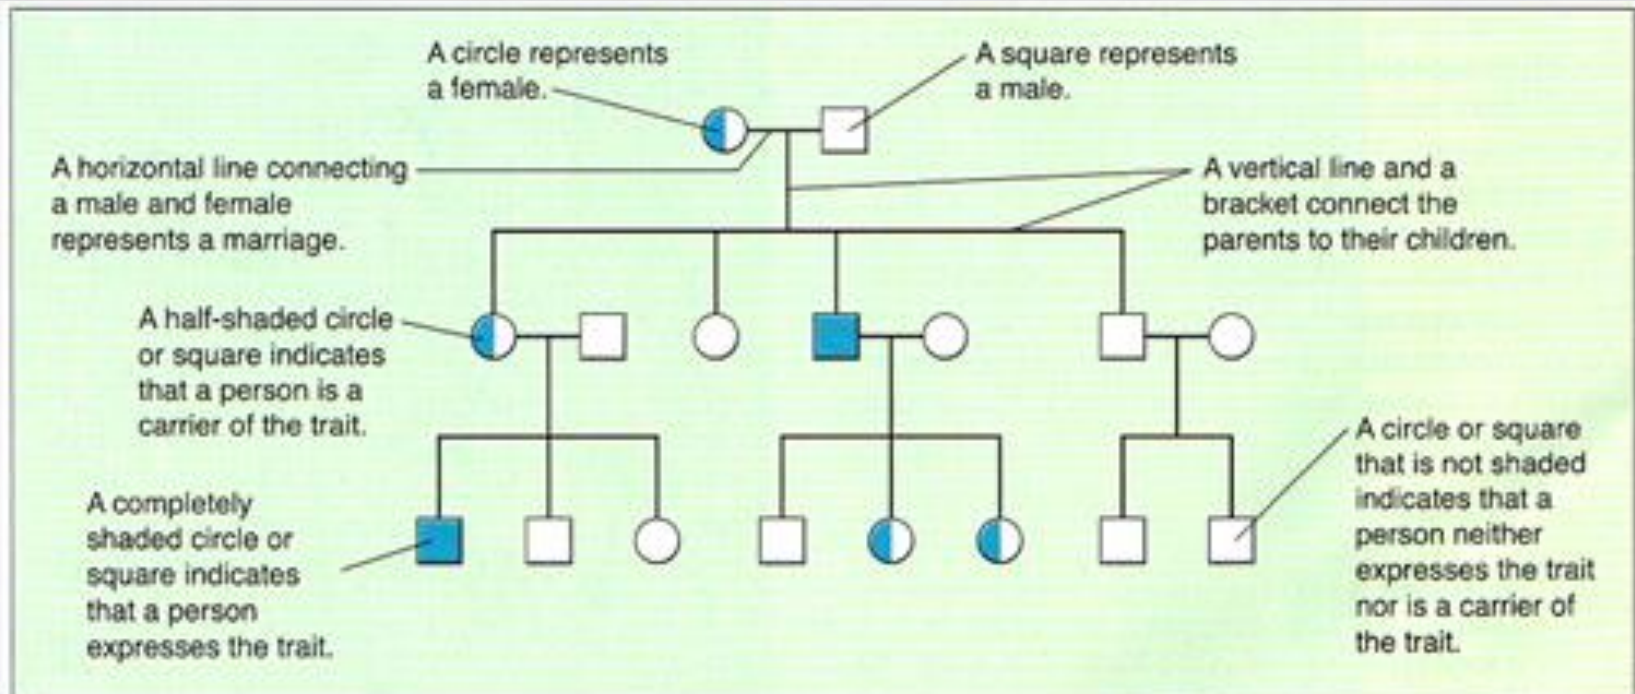 A circle represents
a female.
A square represents
a male.
A horizontal line connecting
a male and female
represents a marriage.
A vertical line and a
bracket connect the
parents to their children.
A half-shaded circle
or square indicates
that a person is a
carrier of the trait.
A completely
shaded circle or
square indicates
that a person
expresses the trait.
A circle or square
that is not shaded
indicates that a
person neither
expresses the trait
nor is a carrier of
the trait.